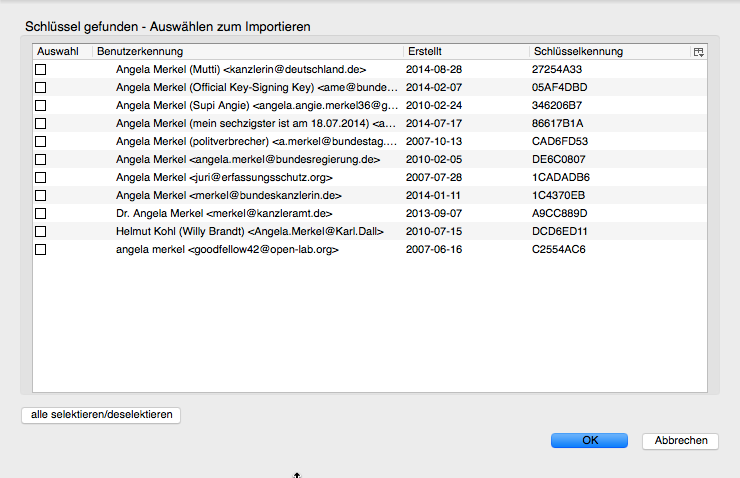 Schlüssel gefunden - Auswählen zum Importieren
Auswahl Benutzerkennung Erstellt Schlüsselkennung
Angela Merkel (Mutti) <kanzlerin@deutschland.de> 2014-08-28 27254A33
Angela Merkel (Official Key-Signing Key) <ame@bunde... 2014-02-07 05AF4DBD
Angela Merkel (Supi Angie) <angela.angie.merkel36@g... 2010-02-24 346206B7
Angela Merkel (mein sechzigster ist am 18.07.2014) <a... 2014-07-17 86617B1A
Angela Merkel (politverbrecher) <a.merkel@bundestag.... 2007-10-13 CAD6FD53
Angela Merkel <angela.merkel@bundesregierung.de> 2010-02-05 DE6C0807
Angela Merkel <juri@erfassungsschutz.org> 2007-07-28 1CADADB6
Angela Merkel <merkel@bundeskanzlerin.de> 2014-01-11 1C4370EB
Dr. Angela Merkel <merkel@kanzleramt.de> 2013-09-07 A9CC889D
Helmut Kohl (Willy Brandt) <Angela.Merkel@Karl.Dall> 2010-07-15 DCD6ED11
angela merkel <goodfellow42@open-lab.org> 2007-06-16 C2554AC6
alle selektieren/deselektieren
OK Abbrechen